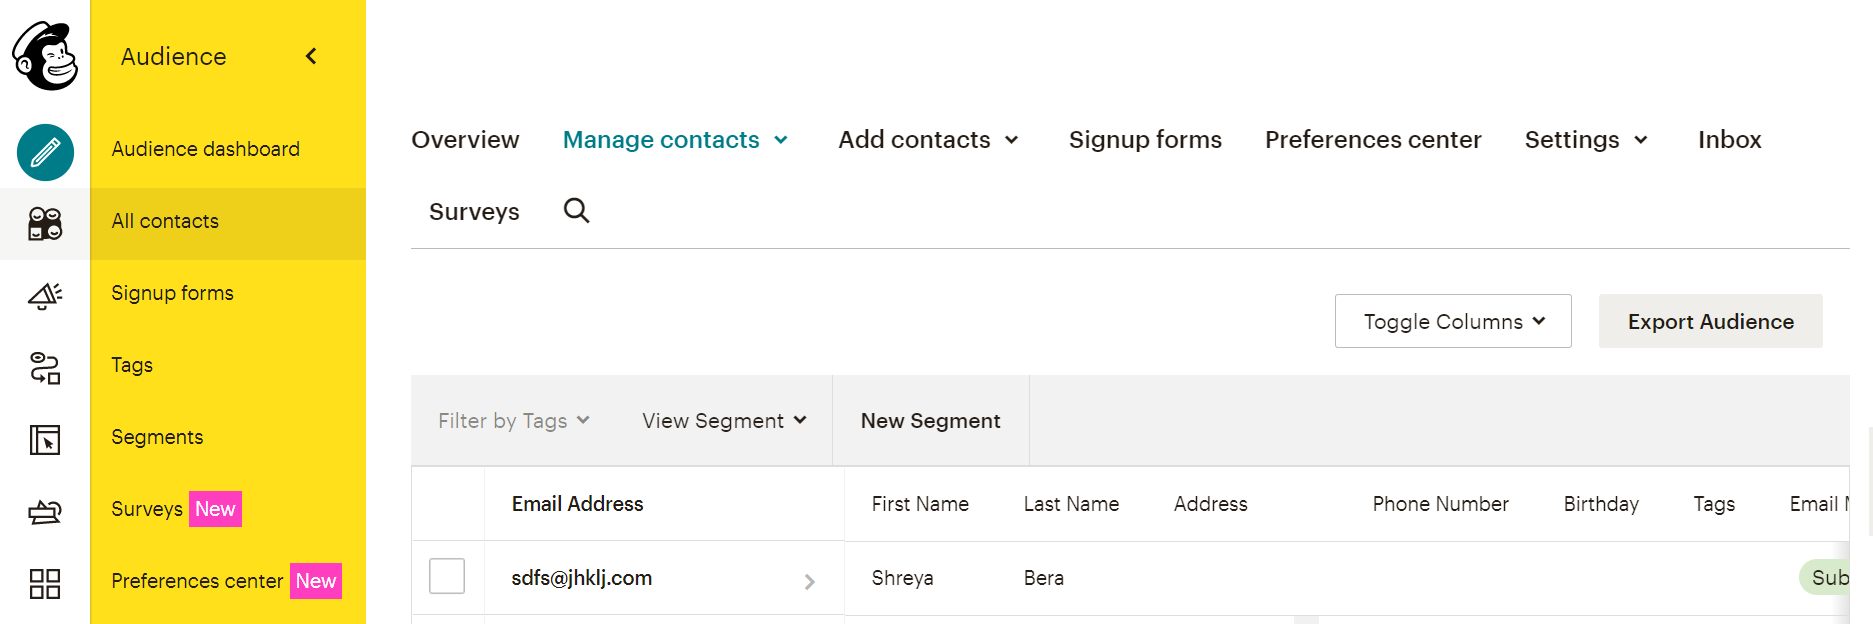 Audience
Audience dashboard
All contacts
Signup forms
Tags
Segments
Surveys New
Preferences center New
Overview Manage contacts Add contacts Signup forms Preferences center Settings Inbox
Surveys
Toggle Columns Export Audience
Filter by Tags View Segment New Segment
Email Address First Name Last Name Address Phone Number Birthday Tags Email
sdfs@jhklj.com Shreya Bera Sub